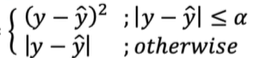 (y − ŷ)² ; |y − ŷ| ≤ α
|y − ŷ| ; otherwise